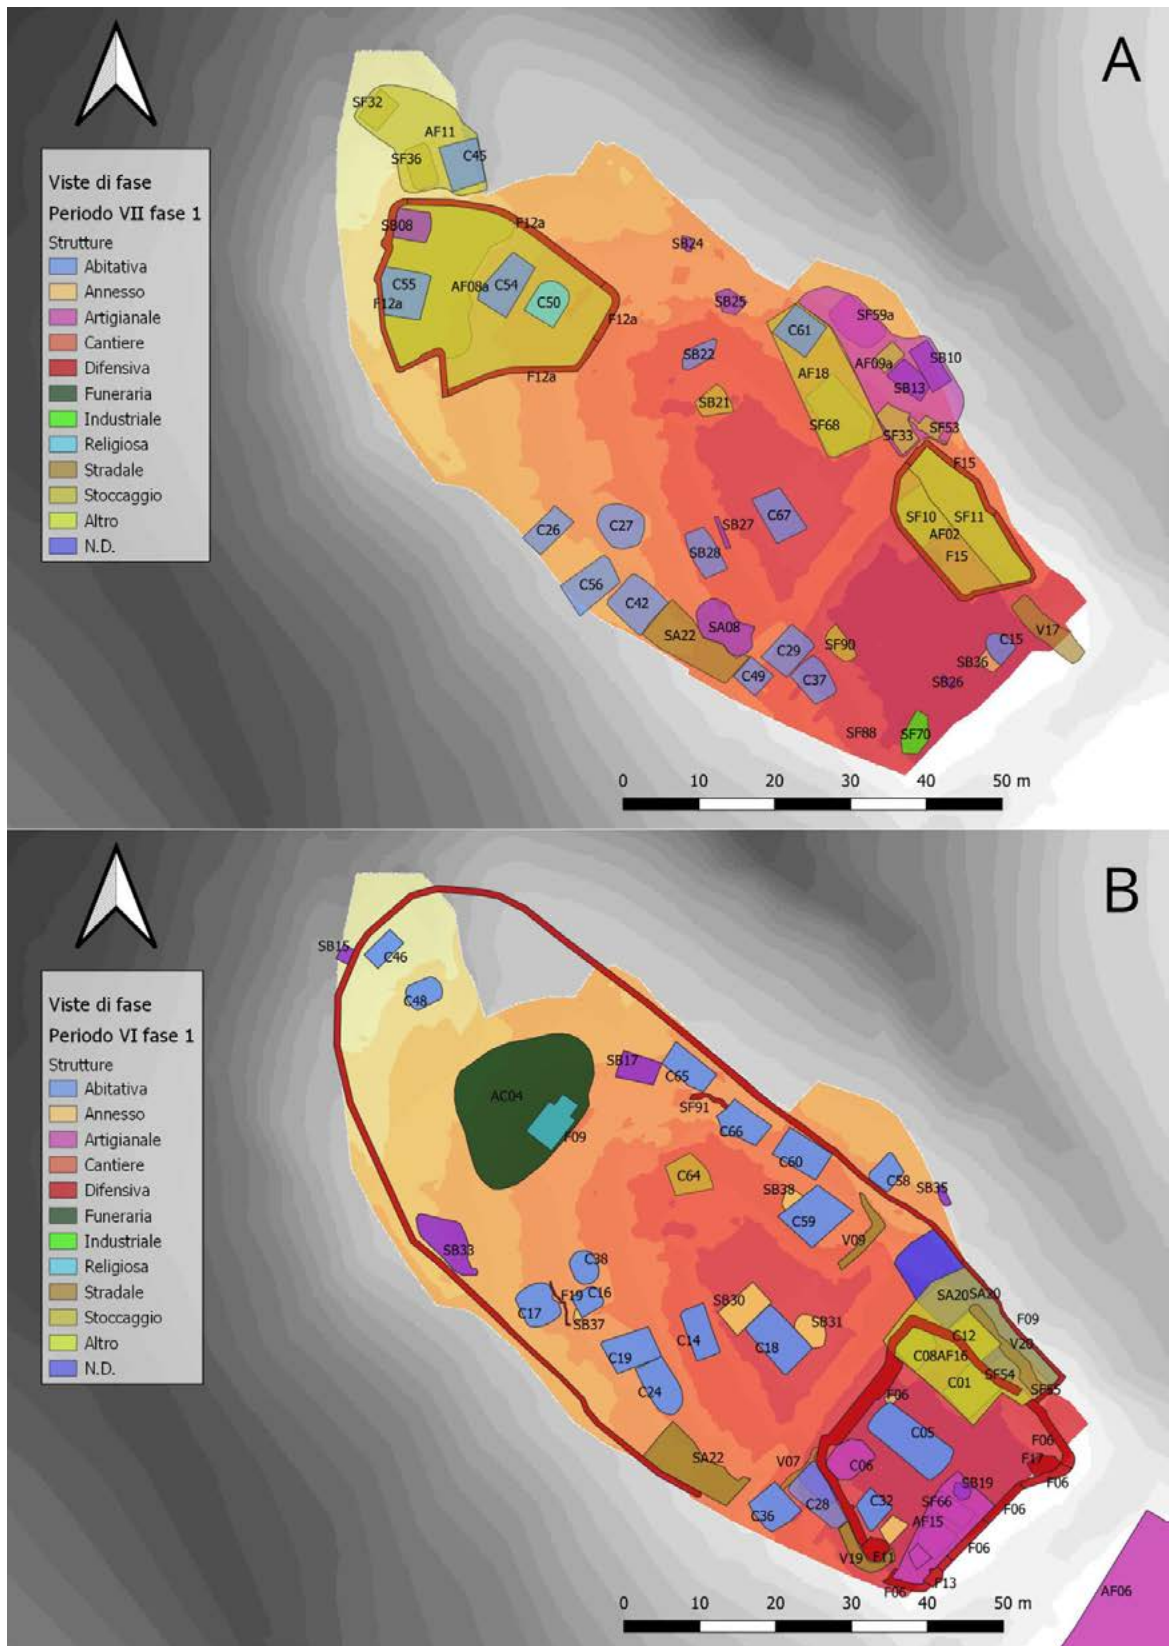 A
Viste di fase
Periodo VII fase 1
Strutture
Abitativa
Annesso
Artigianale
Cantiere
Difensiva
Funeraria
Industriale
Religiosa
Stradale
Stoccaggio
Altro
N.D.
SF32
AF11
SF36
C45
SB08
F12a
C55
AF08a
C54
C50
F12a
F12a
F12a
SB24
SB25
SB22
SB21
C61
SF59a
AF18
AF09a
SB10
SB13
SF68
SF33
SF53
F15
SF10
SF11
AF02
F15
C26
C27
SB27
C67
SB28
C56
C42
SA22
SA08
C29
SF90
C49
C37
V17
C15
SB36
SB26
SF88
SF70
0 10 20 30 40 50 m
B
Viste di fase
Periodo VI fase 1
Strutture
Abitativa
Annesso
Artigianale
Cantiere
Difensiva
Funeraria
Industriale
Religiosa
Stradale
Stoccaggio
Altro
N.D.
SB15
C46
C48
AC04
F09
SB17
C65
SF91
C66
C64
C60
SB38
C59
C58
SB35
V09
SB33
C38
F19
C16
C17
SB37
SB30
SB31
C14
C18
C19
C24
SA20
SA20
F09
C12
V20
C08
AF16
SF54
C01
SF55
F06
C05
F06
F17
F06
C06
SA22
V07
C28
C36
C32
SB19
SF66
F06
AF15
F06
V19
F11
F13
F06
AF06
0 10 20 30 40 50 m